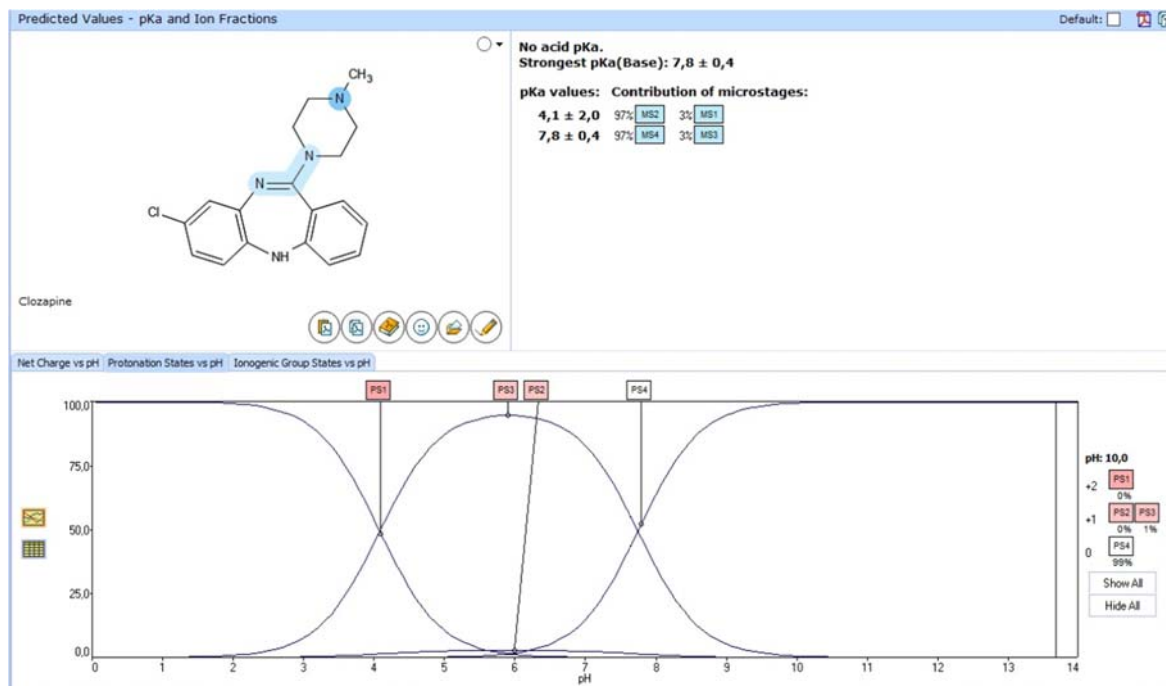 Predicted Values - pKa and Ion Fractions
Default:
No acid pKa.
Strongest pKa(Base): 7,8 ± 0,4
pKa values: Contribution of microstages:
4,1 ± 2,0 97% MS2 3% MS1
7,8 ± 0,4 97% MS4 3% MS3
CH3
N
N
N
Cl
NH
Clozapine
Net Charge vs pH Protonation States vs pH Ionogenic Group States vs pH
PS1 PS3 PS2 PS4
100,0
75,0
50,0
25,0
0,0
0 1 2 3 4 5 6 7 8 9 10 11 12 13 14
pH
pH: 10,0
+2 PS1
0%
+1 PS2 PS3
0% 1%
0 PS4
99%
Show All
Hide All